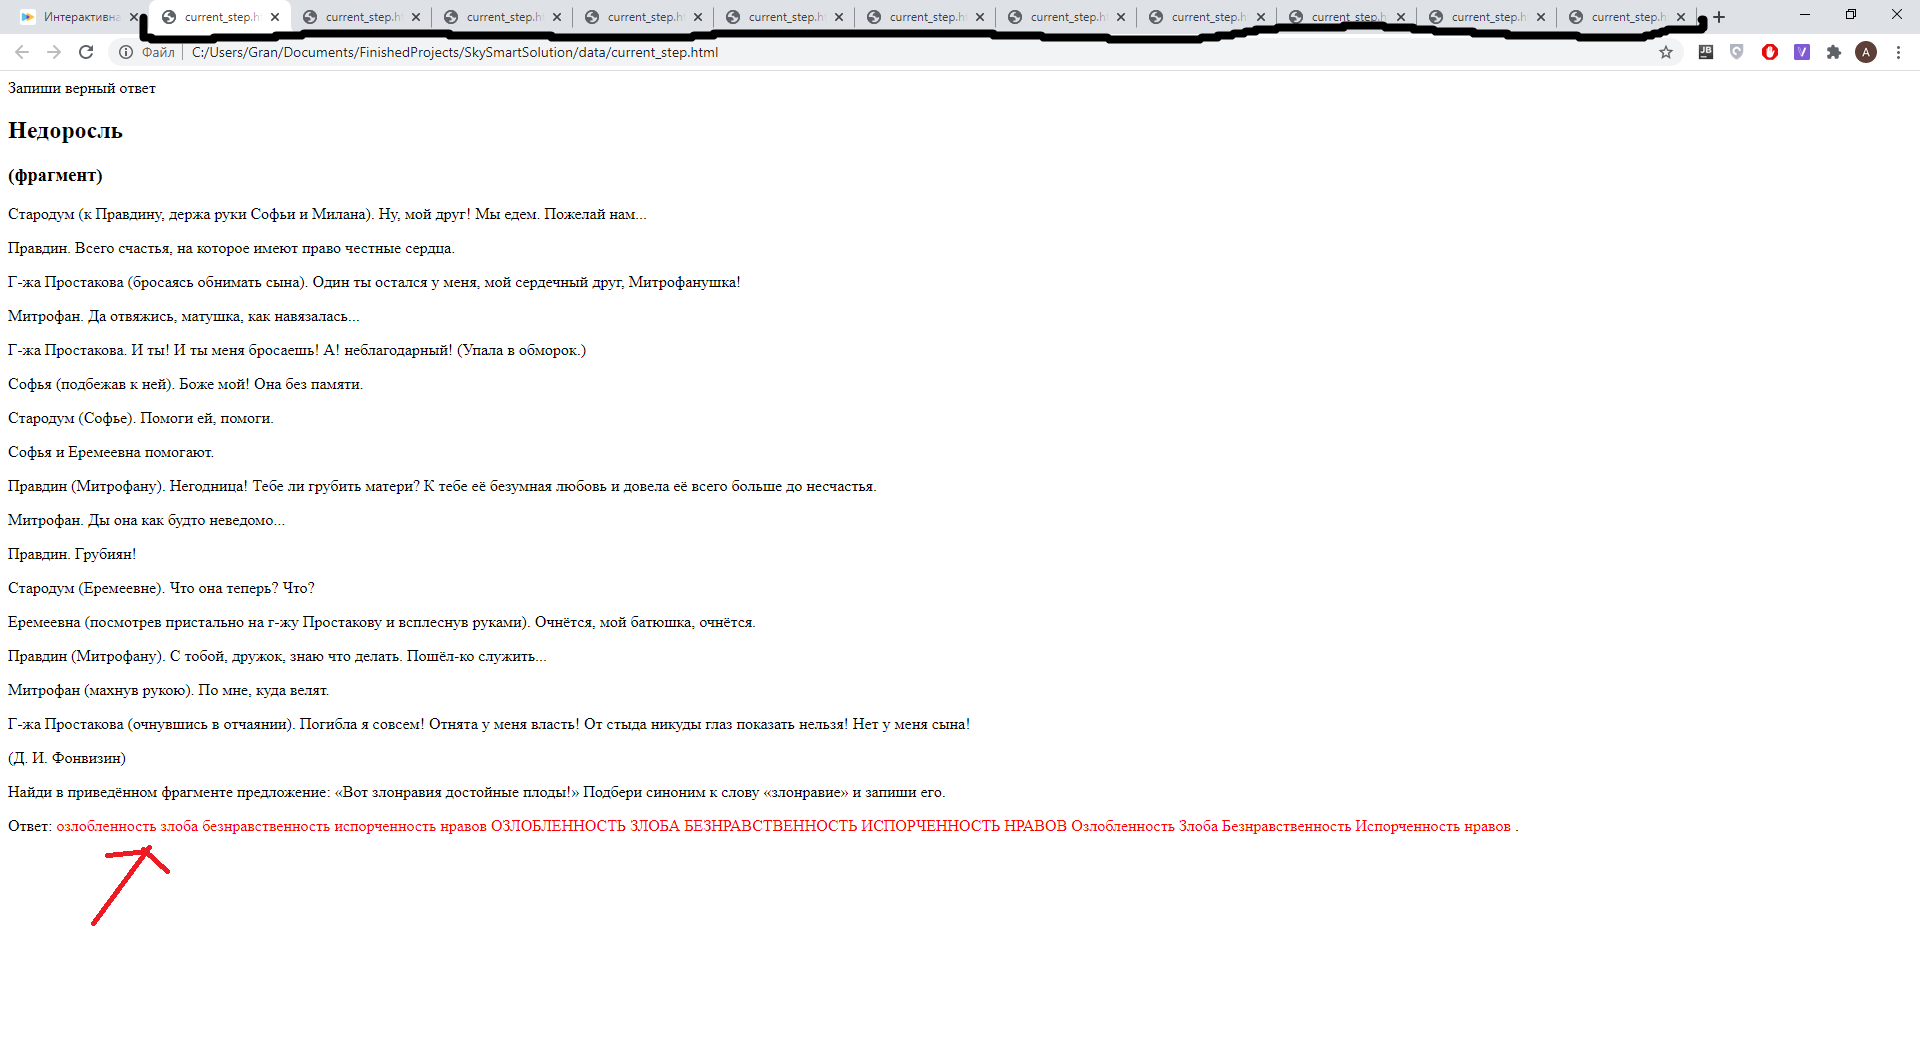 Интерактивна
current_step.h
current_step.h
current_step.h
current_step.h
current_step.h
current_step.h
current_step.h
current_step.h
current_step.h
current_step.h
current_step.h
Файл
C:/Users/Gran/Documents/FinishedProjects/SkySmartSolution/data/current_step.html
JB
A
Запиши верный ответ
Недоросль
(фрагмент)
Стародум (к Правдину, держа руки Софьи и Милана). Ну, мой друг! Мы едем. Пожелай нам...
Правдин. Всего счастья, на которое имеют право честные сердца.
Г-жа Простакова (бросаясь обнимать сына). Один ты остался у меня, мой сердечный друг, Митрофанушка!
Митрофан. Да отвяжись, матушка, как навязалась...
Г-жа Простакова. И ты! И ты меня бросаешь! А! неблагодарный! (Упала в обморок.)
Софья (подбежав к ней). Боже мой! Она без памяти.
Стародум (Софье). Помоги ей, помоги.
Софья и Еремеевна помогают.
Правдин (Митрофану). Негодница! Тебе ли грубить матери? К тебе её безумная любовь и довела её всего больше до несчастья.
Митрофан. Ды она как будто неведомо...
Правдин. Грубиян!
Стародум (Еремеевне). Что она теперь? Что?
Еремеевна (посмотрев пристально на г-жу Простакову и всплеснув руками). Очнётся, мой батюшка, очнётся.
Правдин (Митрофану). С тобой, дружок, знаю что делать. Пошёл-ко служить...
Митрофан (махнув рукою). По мне, куда велят.
Г-жа Простакова (очнувшись в отчаянии). Погибла я совсем! Отнята у меня власть! От стыда никуды глаз показать нельзя! Нет у меня сына!
(Д. И. Фонвизин)
Найди в приведённом фрагменте предложение: «Вот злонравия достойные плоды!» Подбери синоним к слову «злонравие» и запиши его.
Ответ: озлобленность злоба безнравственность испорченность нравов ОЗЛОБЛЕННОСТЬ ЗЛОБА БЕЗНРАВСТВЕННОСТЬ ИСПОРЧЕННОСТЬ НРАВОВ Озлобленность Злоба Безнравственность Испорченность нравов .